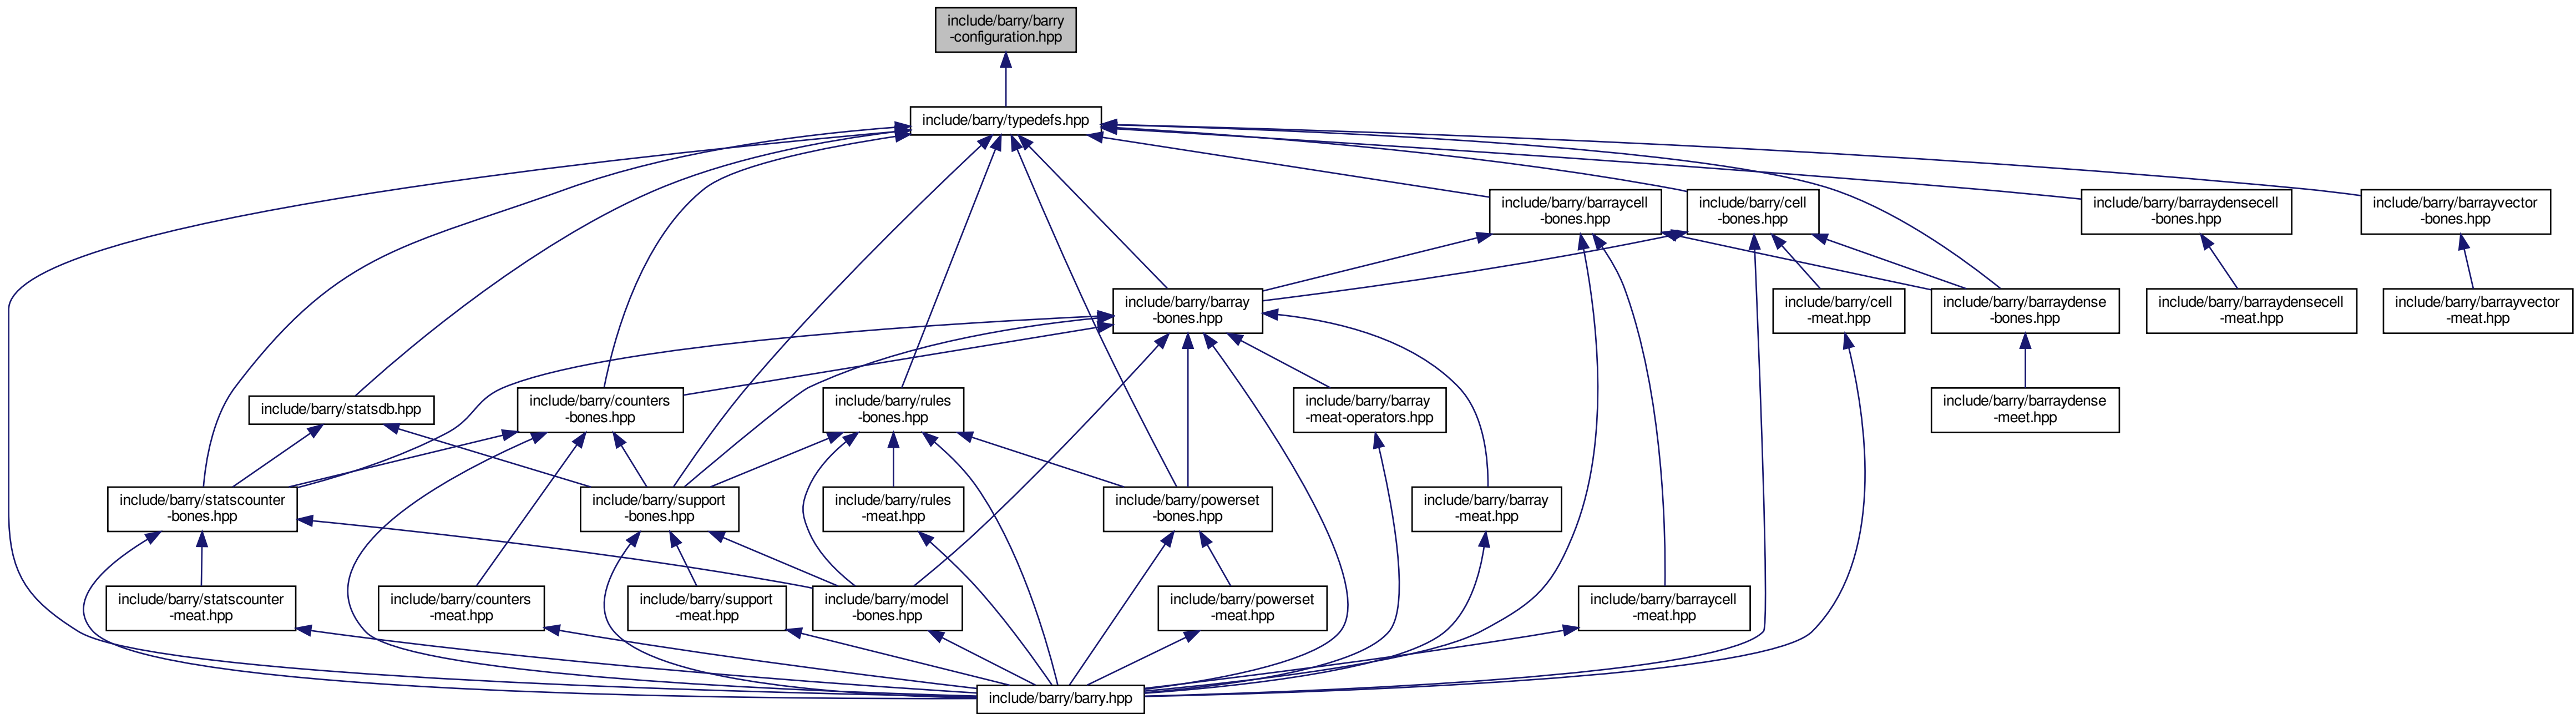 include/barry/barry
-configuration.hpp
include/barry/typedefs.hpp
include/barry/barraycell
-bones.hpp
include/barry/cell
-bones.hpp
include/barry/barraydensecell
-bones.hpp
include/barry/barrayvector
-bones.hpp
include/barry/barray
-bones.hpp
include/barry/cell
-meat.hpp
include/barry/barraydense
-bones.hpp
include/barry/barraydensecell
-meat.hpp
include/barry/barrayvector
-meat.hpp
include/barry/statsdb.hpp
include/barry/counters
-bones.hpp
include/barry/rules
-bones.hpp
include/barry/barray
-meat-operators.hpp
include/barry/barraydense
-meet.hpp
include/barry/statscounter
-bones.hpp
include/barry/support
-bones.hpp
include/barry/rules
-meat.hpp
include/barry/powerset
-bones.hpp
include/barry/barray
-meat.hpp
include/barry/statscounter
-meat.hpp
include/barry/counters
-meat.hpp
include/barry/support
-meat.hpp
include/barry/model
-bones.hpp
include/barry/powerset
-meat.hpp
include/barry/barraycell
-meat.hpp
include/barry/barry.hpp